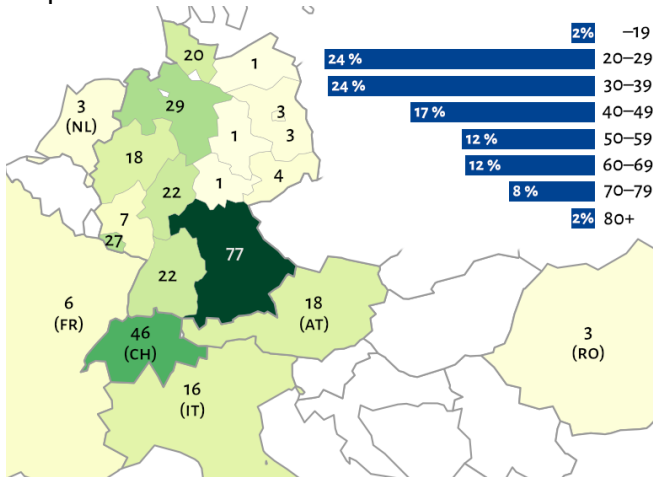 2% –19
24 % 20–29
24 % 30–39
17 % 40–49
12 % 50–59
12 % 60–69
8 % 70–79
2% 80+
20
1
29
3
(NL)
3
1
3
18
22
1
4
7
27
77
22
6
(FR)
18
(AT)
46
(CH)
3
(RO)
16
(IT)